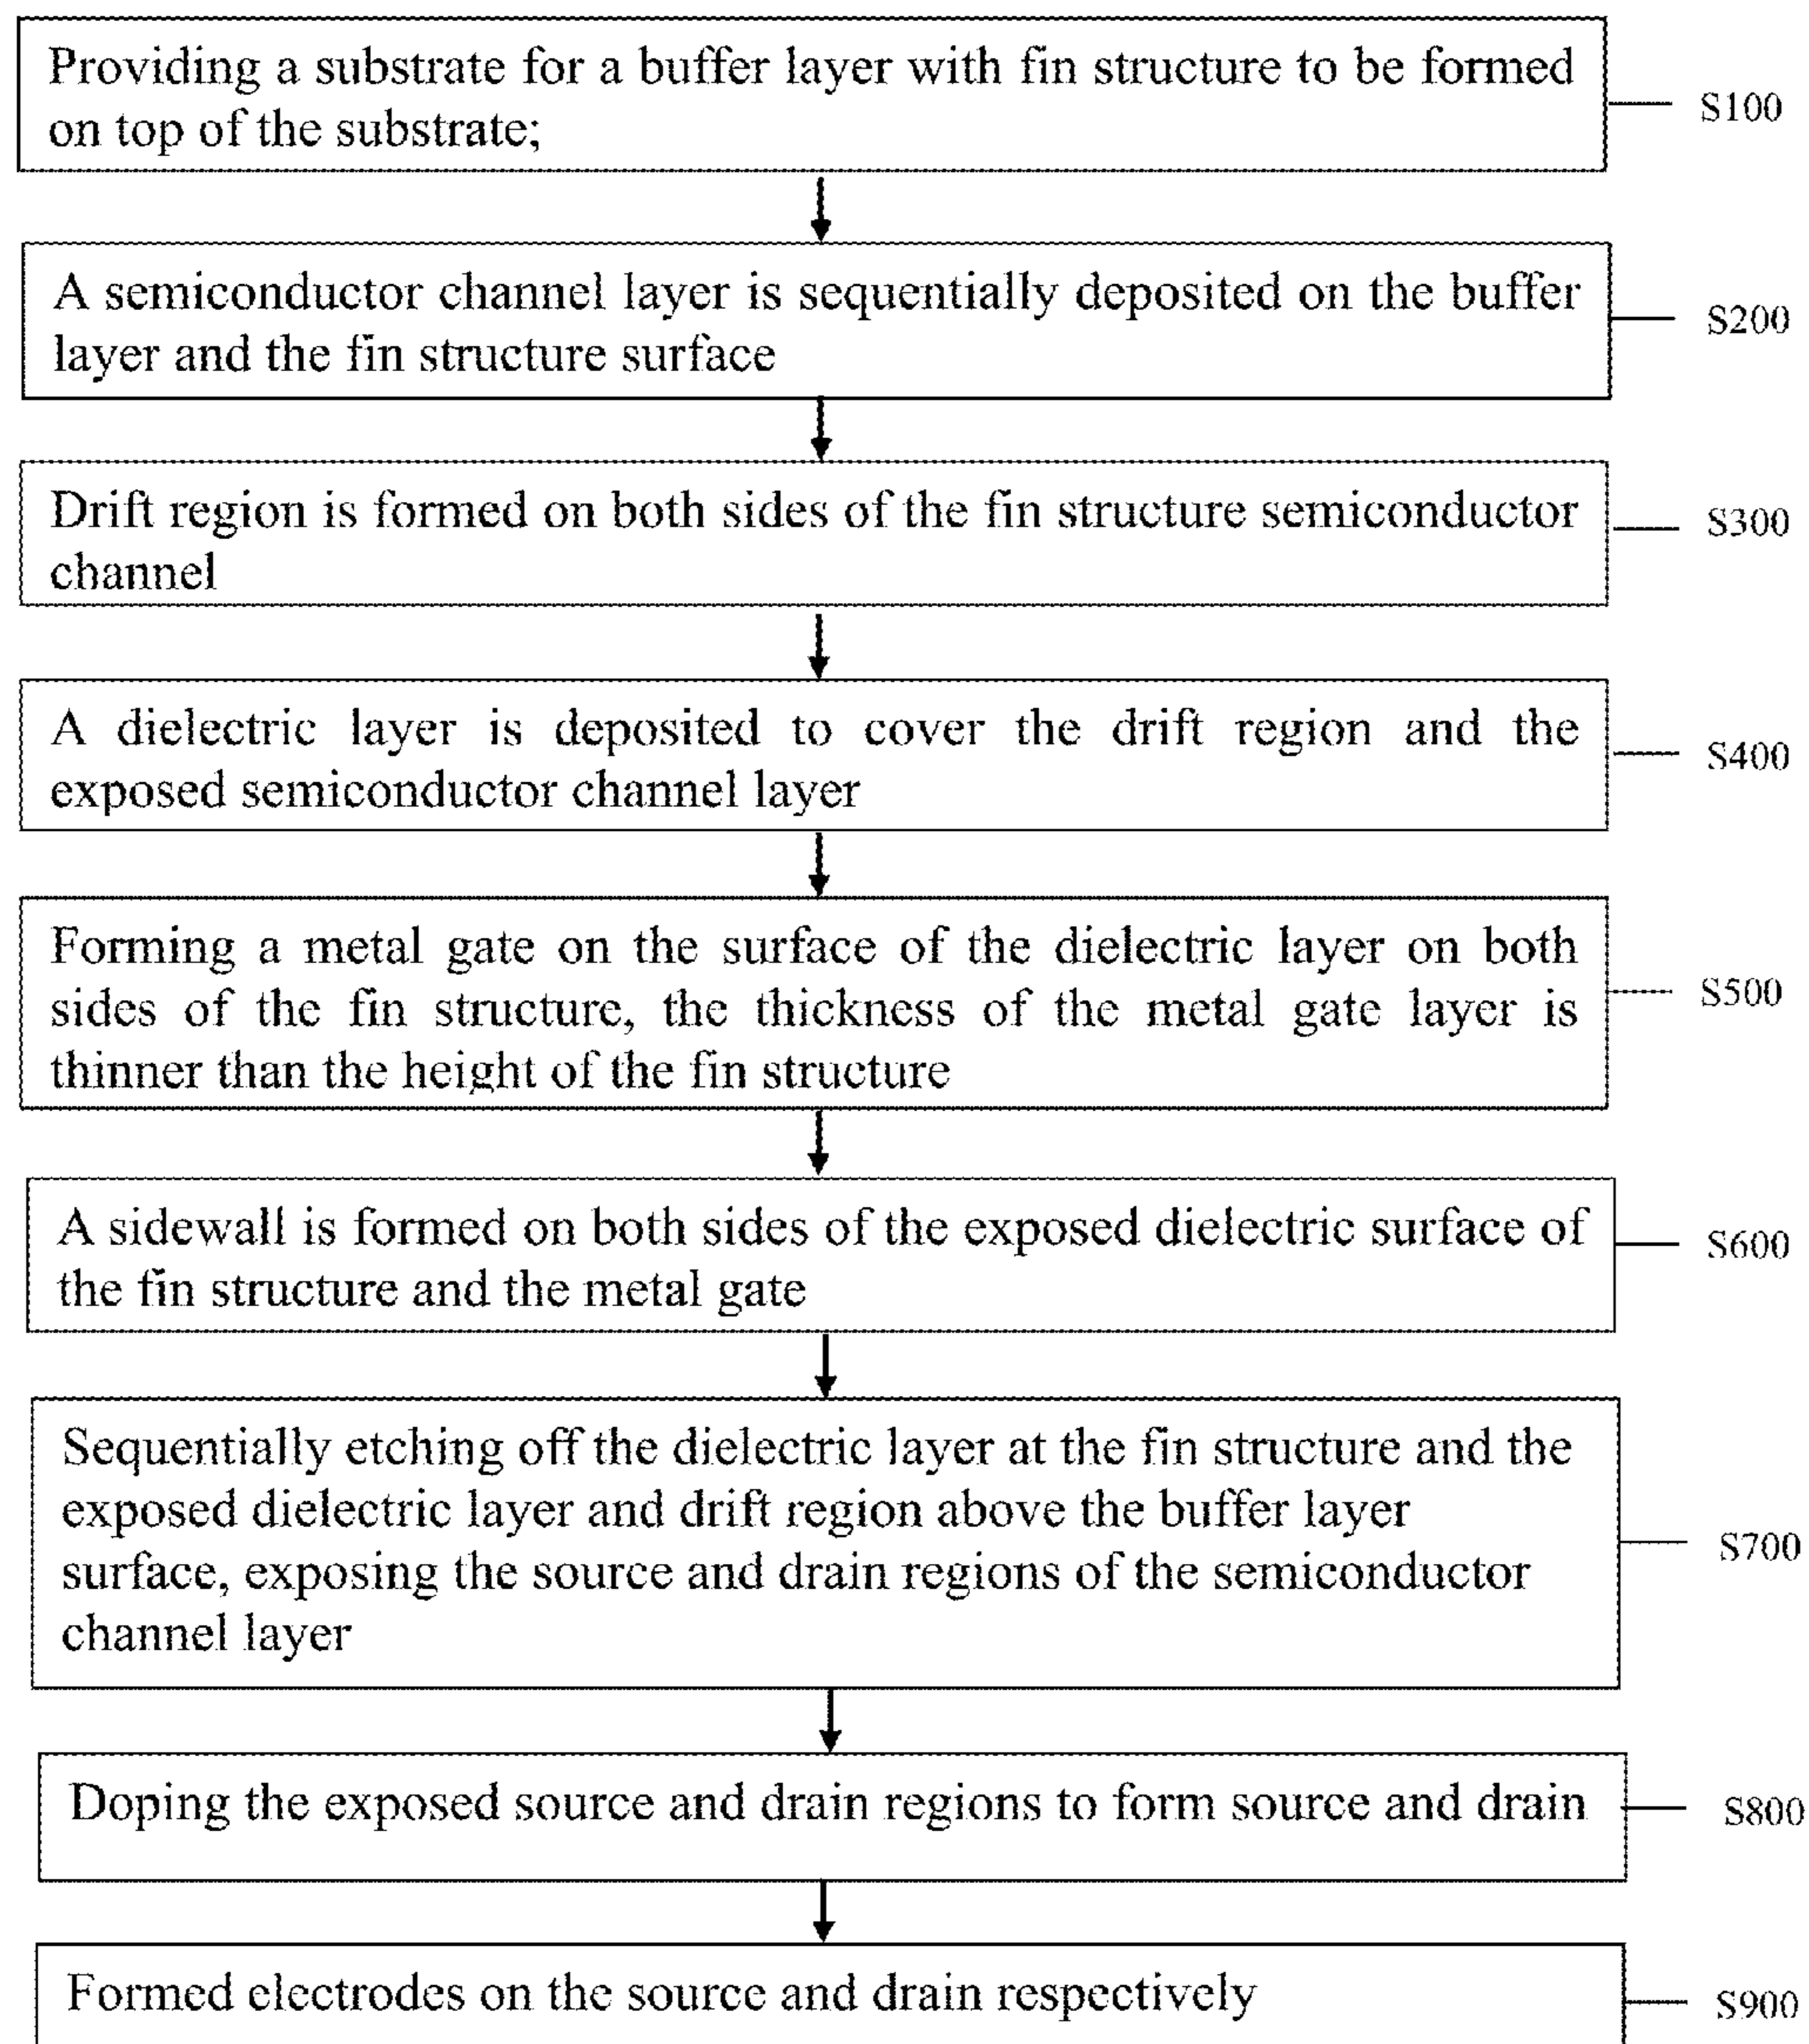 Providing a substrate for a buffer layer with fin structure to be formed
on top of the substrate;
S100
A semiconductor channel layer is sequentially deposited on the buffer
layer and the fin structure surface
S200
Drift region is formed on both sides of the fin structure semiconductor
channel
S300
A dielectric layer is deposited to cover the drift region and the
exposed semiconductor channel layer
S400
Forming a metal gate on the surface of the dielectric layer on both
sides of the fin structure, the thickness of the metal gate layer is
thinner than the height of the fin structure
S500
A sidewall is formed on both sides of the exposed dielectric surface of
the fin structure and the metal gate
S600
Sequentially etching off the dielectric layer at the fin structure and the
exposed dielectric layer and drift region above the buffer layer
surface, exposing the source and drain regions of the semiconductor
channel layer
S700
Doping the exposed source and drain regions to form source and drain
S800
Formed electrodes on the source and drain respectively
S900